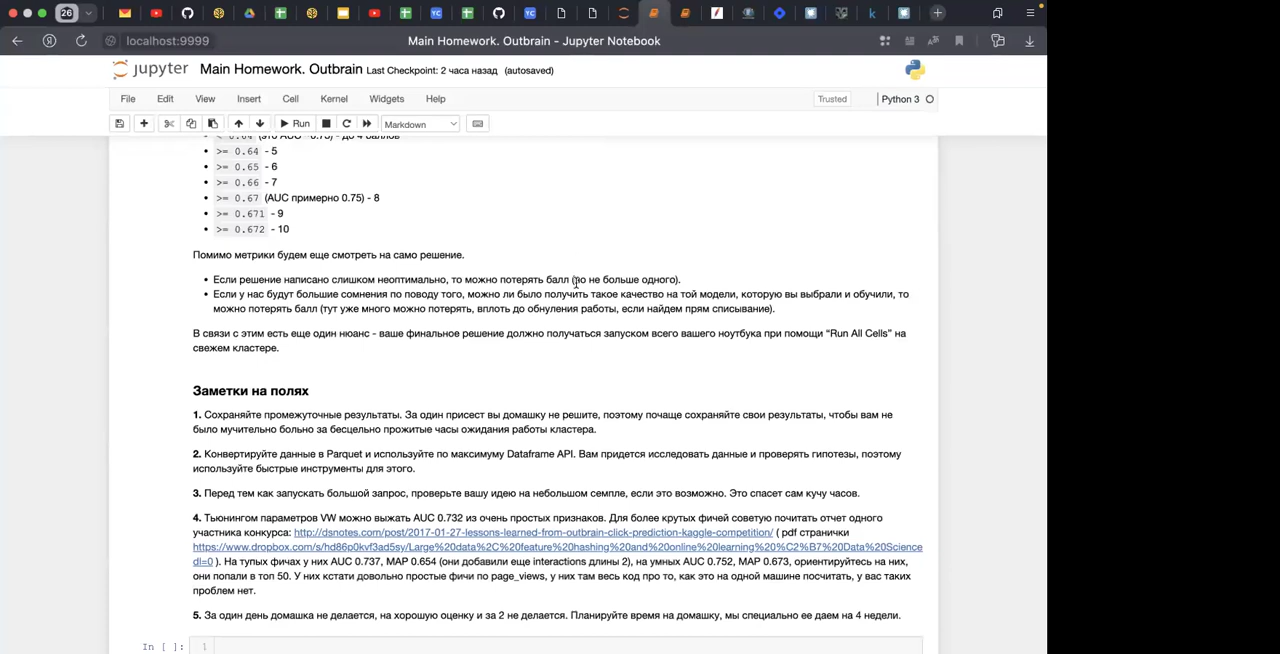 26
localhost:9999
Main Homework. Outbrain - Jupyter Notebook
jupyter Main Homework. Outbrain Last Checkpoint: 2 часа назад (autosaved)
File Edit View Insert Cell Kernel Widgets Help
Trusted
Python 3
Run
Markdown
>= 0.64 - 5
>= 0.65 - 6
>= 0.66 - 7
>= 0.67 (AUC примерно 0.75) - 8
>= 0.671 - 9
>= 0.672 - 10
Помимо метрики будем еще смотреть на само решение.
Если решение написано слишком неоптимально, то можно потерять балл (но не больше одного).
Если у нас будут большие сомнения по поводу того, можно ли было получить такое качество на той модели, которую вы выбрали и обучили, то
можно потерять балл (тут уже много можно потерять, вплоть до обнуления работы, если найдем прям списывание).
В связи с этим есть еще один нюанс - ваше финальное решение должно получаться запуском всего вашего ноутбука при помощи “Run All Cells” на
свежем кластере.
Заметки на полях
1. Сохраняйте промежуточные результаты. За один присест вы домашку не решите, поэтому почаще сохраняйте свои результаты, чтобы вам не
было мучительно больно за бесцельно прожитые часы ожидания работы кластера.
2. Конвертируйте данные в Parquet и используйте по максимуму Dataframe API. Вам придется исследовать данные и проверять гипотезы, поэтому
используйте быстрые инструменты для этого.
3. Перед тем как запускать большой запрос, проверьте вашу идею на небольшом семпле, если это возможно. Это спасет сам кучу часов.
4. Тьюнингом параметров VW можно выжать AUC 0.732 из очень простых признаков. Для более крутых фичей советую почитать отчет одного
участника конкурса: http://dsnotes.com/post/2017-01-27-lessons-learned-from-outbrain-click-prediction-kaggle-competition/ ( pdf странички
https://www.dropbox.com/s/hd86p0kvf3ad5sy/Large%20data%2C%20feature%20hashing%20and%20online%20learning%20%C2%B7%20Data%20Science
dl=0 ). На тупых фичах у них AUC 0.737, MAP 0.654 (они добавили еще interactions длины 2), на умных AUC 0.752, MAP 0.673, ориентируйтесь на них,
они попали в топ 50. У них кстати довольно простые фичи по page_views, у них там весь код про то, как это на одной машине посчитать, у вас таких
проблем нет.
5. За один день домашка не делается, на хорошую оценку и за 2 не делается. Планируйте время на домашку, мы специально ее даем на 4 недели.
In [ ]: 1